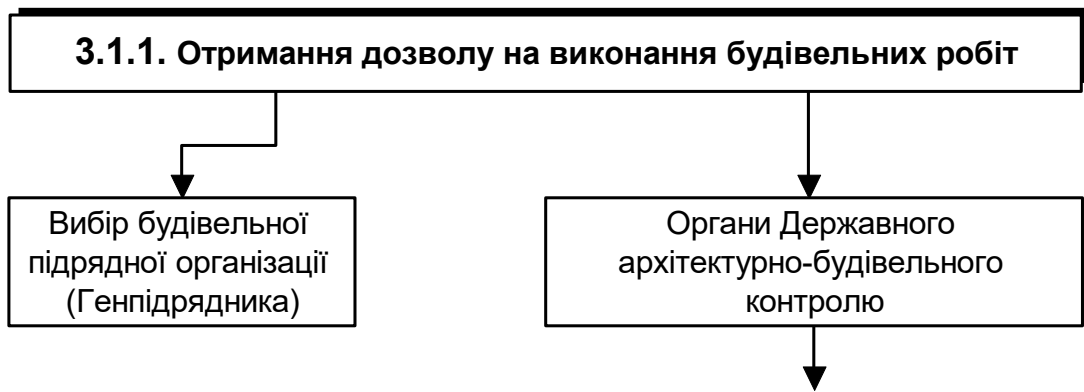 3.1.1. Отримання дозволу на виконання будівельних робіт
Вибір будівельної
підрядної організації
(Генпідрядника)
Органи Державного
архітектурно-будівельного
контролю